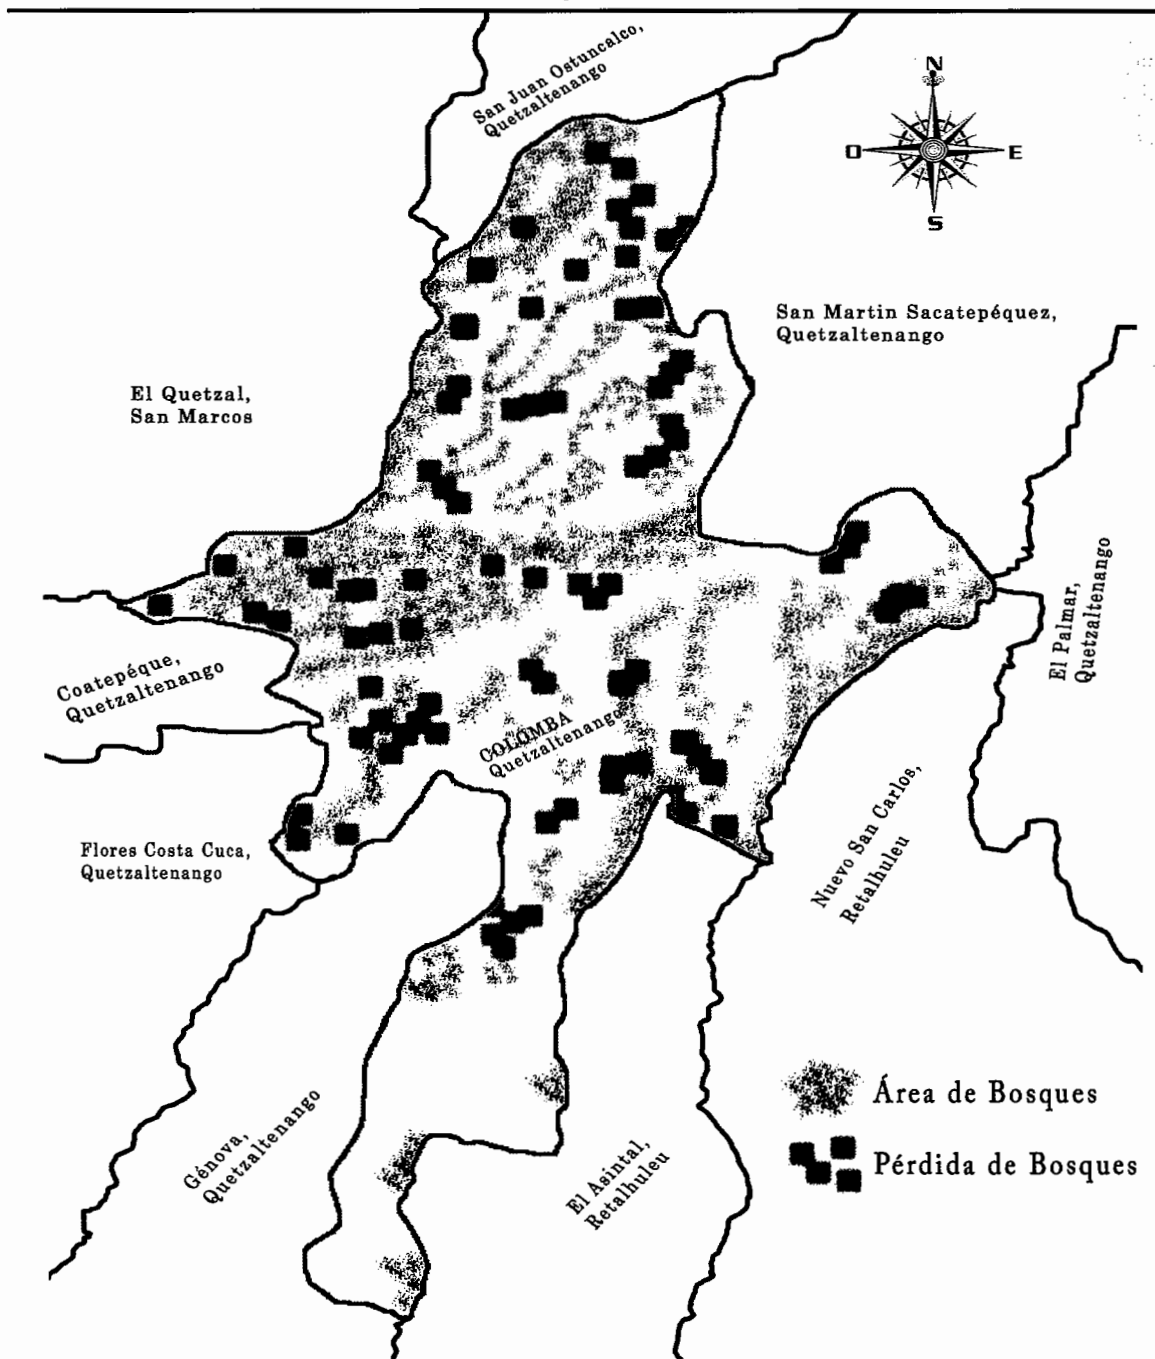 San Juan Ostuncalco,
Quetzaltenango
N
O
E
S
San Martin Sacatepéquez,
Quetzaltenango
El Quetzal,
San Marcos
El Palmar,
Quetzaltenango
Coatepéque,
Quetzaltenango
COLOMBA
Quetzaltenango
Nuevo San Carlos,
Retalhuleu
Flores Costa Cuca,
Quetzaltenango
Génova,
Quetzaltenango
El Asintal,
Retalhuleu
Área de Bosques
Pérdida de Bosques